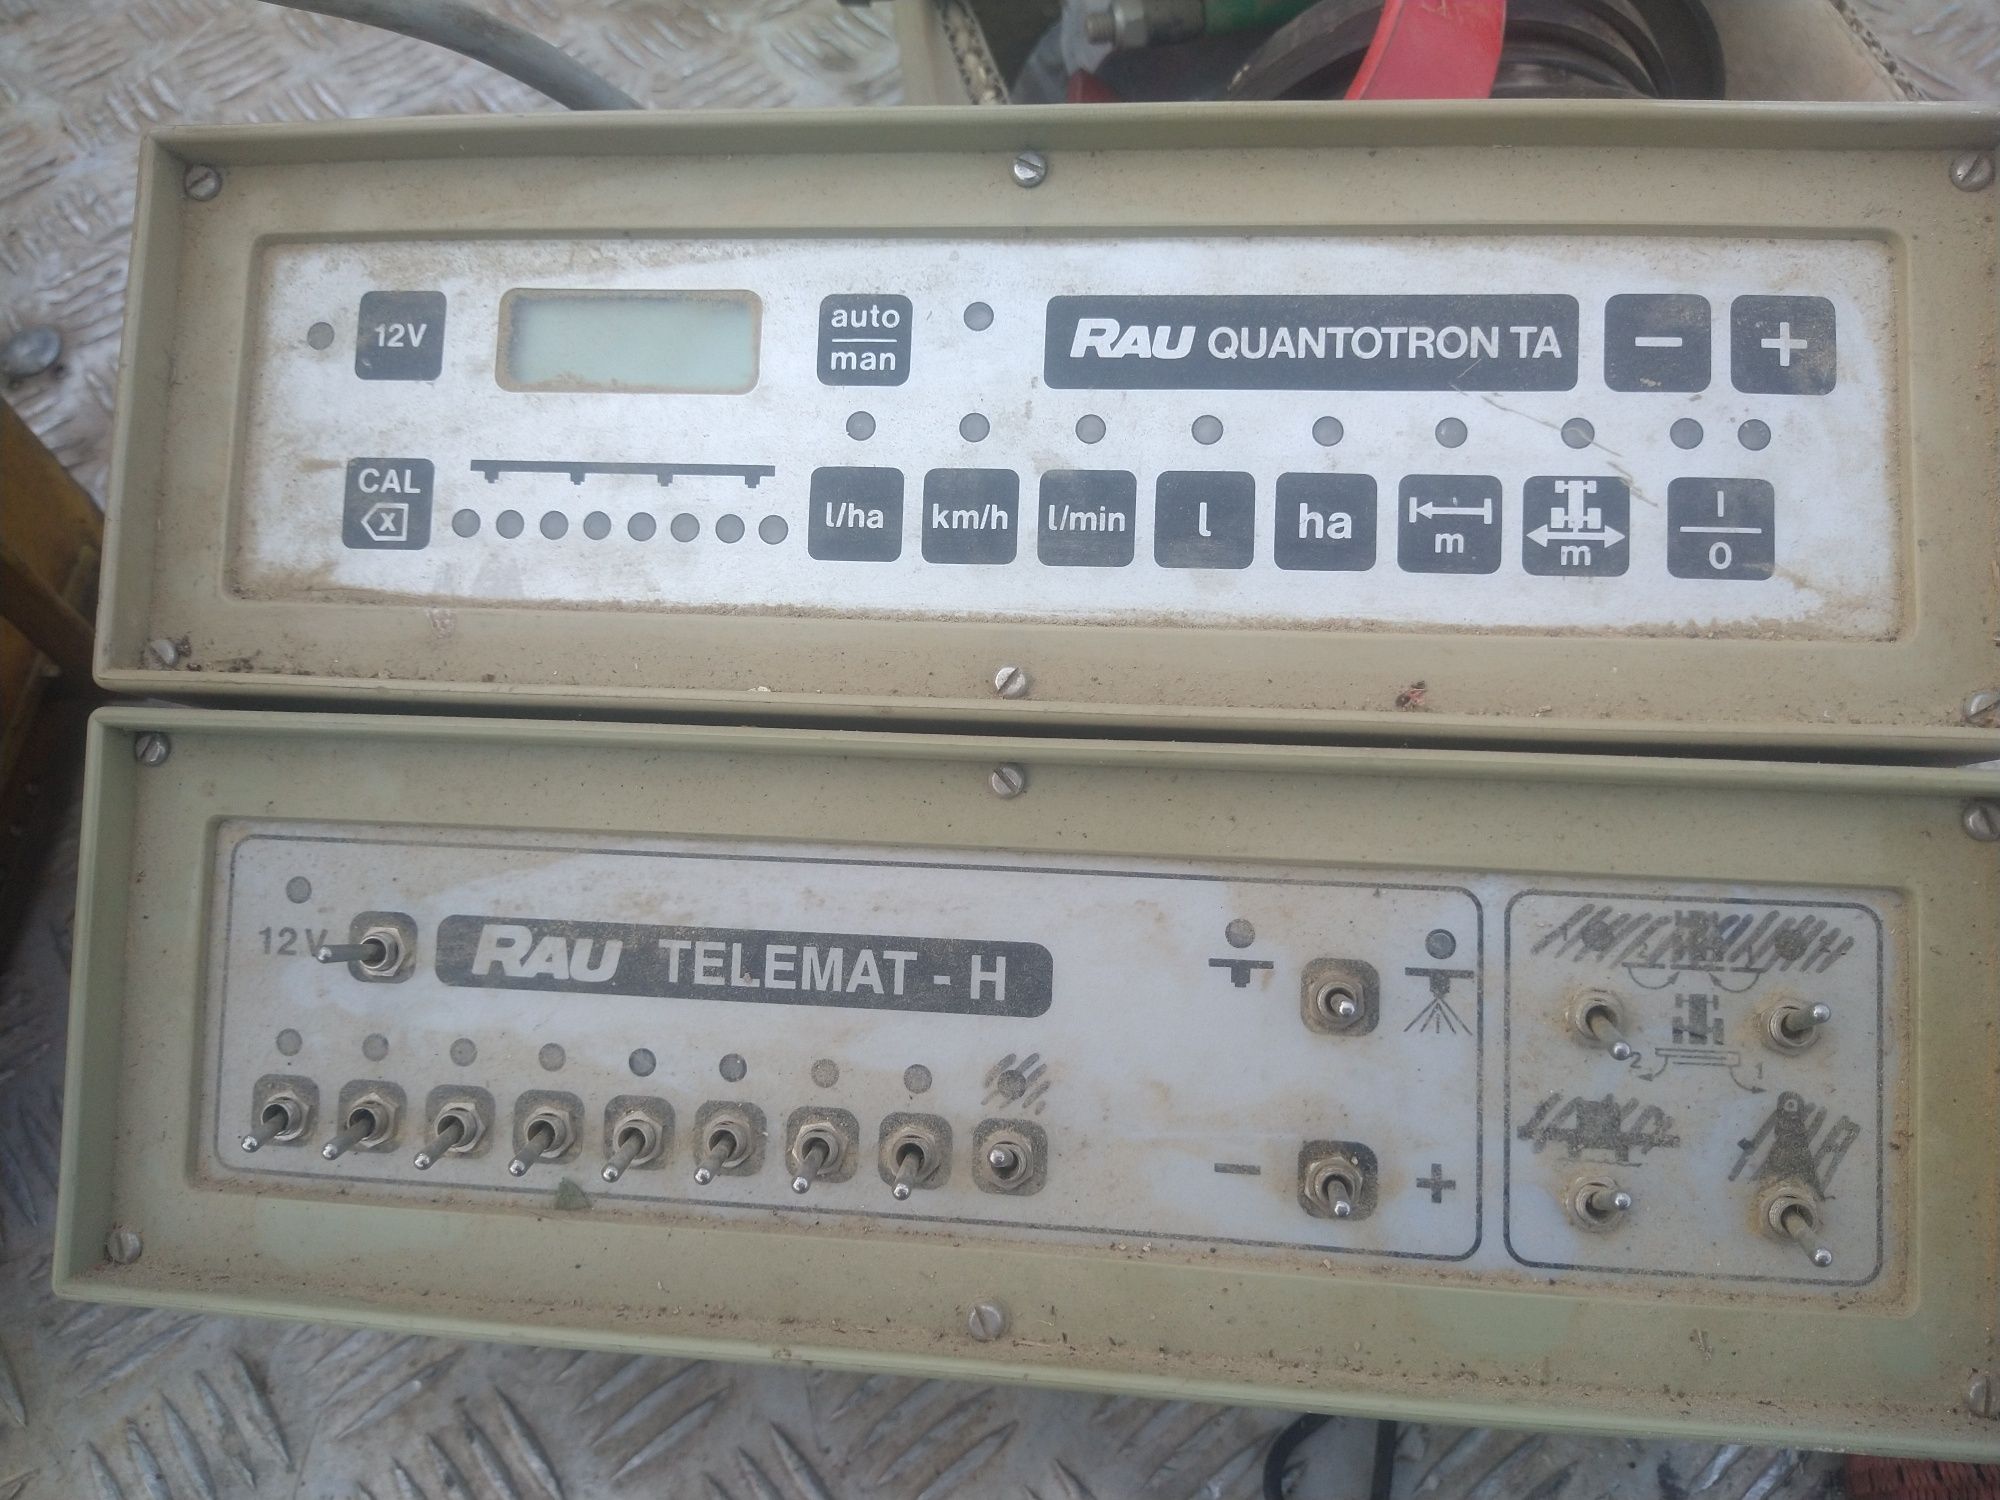 12V
auto
man
RAU QUANTOTRON TA
− +
CAL
x
l/ha
km/h
l/min
l
ha
m
m
I
0
12V
RAU TELEMAT - H
2
1
− +